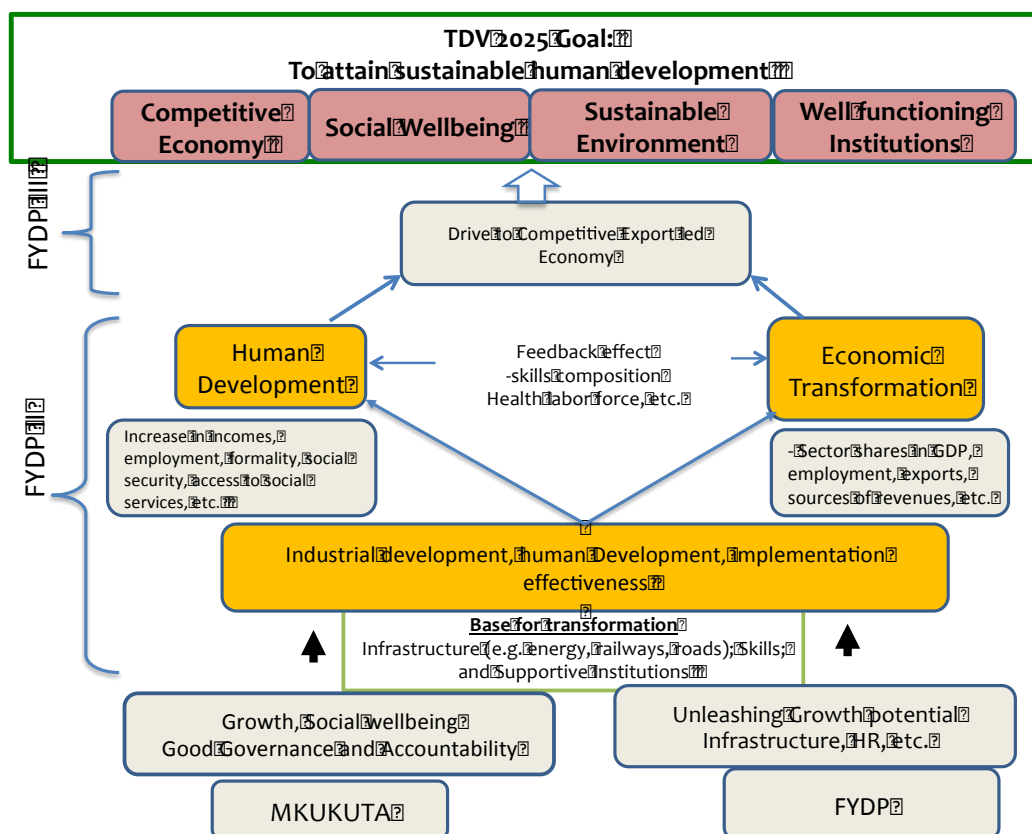 TDV 2025 Goal:
To attain sustainable human development
Competitive
Economy
Social Wellbeing
Sustainable
Environment
Well functioning
Institutions
FYDP II
Drive to Competitive Export led
Economy
FYDP I
Human
Development
Feedback effect
-skills composition
Health labor force, etc.
Economic
Transformation
Increase in incomes,
employment, formality, social
security, access to social
services, etc.
- Sector shares in GDP,
employment, exports,
sources of revenues, etc.
Industrial development, human Development, implementation
effectiveness
Base for transformation
Infrastructure (e.g. energy, railways, roads); Skills;
and Supportive Institutions
Growth, Social wellbeing
Good Governance and Accountability
Unleashing Growth potential
Infrastructure, HR, etc.
MKUKUTA
FYDP